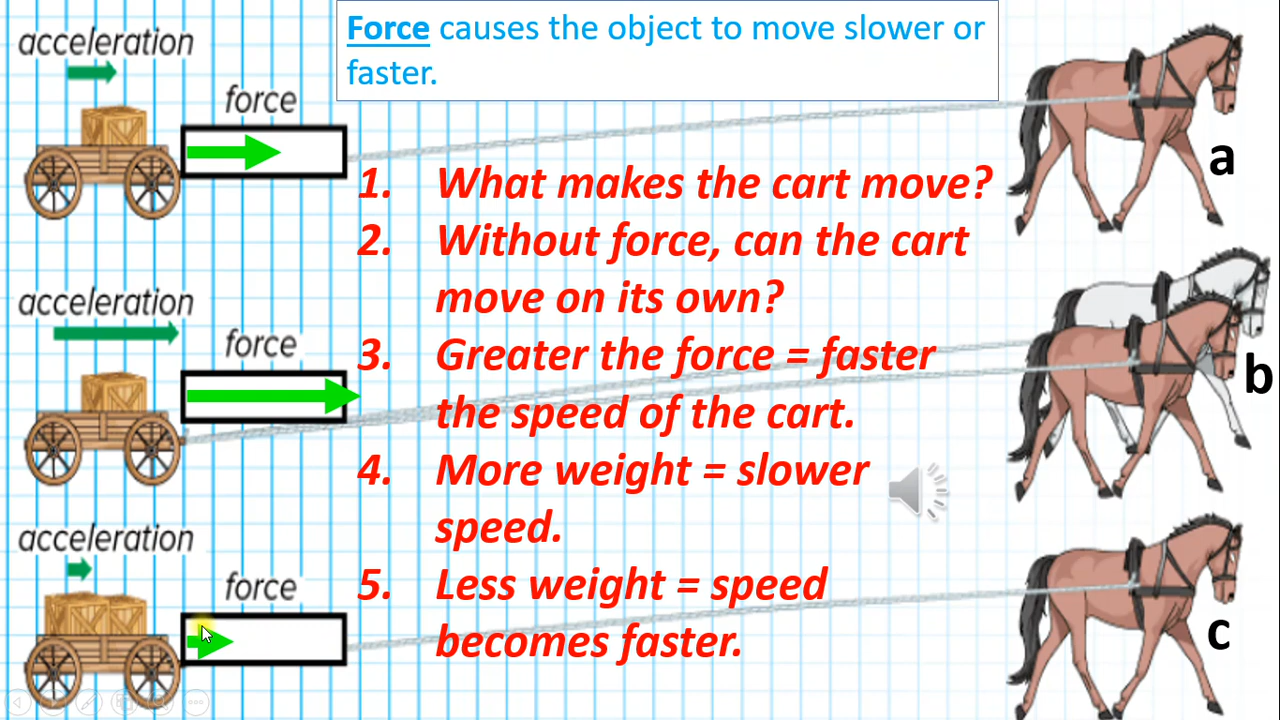 Force causes the object to move slower or
faster.
acceleration
force
a
1. What makes the cart move?
2. Without force, can the cart
move on its own?
acceleration
force
b
3. Greater the force = faster
the speed of the cart.
4. More weight = slower
speed.
acceleration
force
c
5. Less weight = speed
becomes faster.